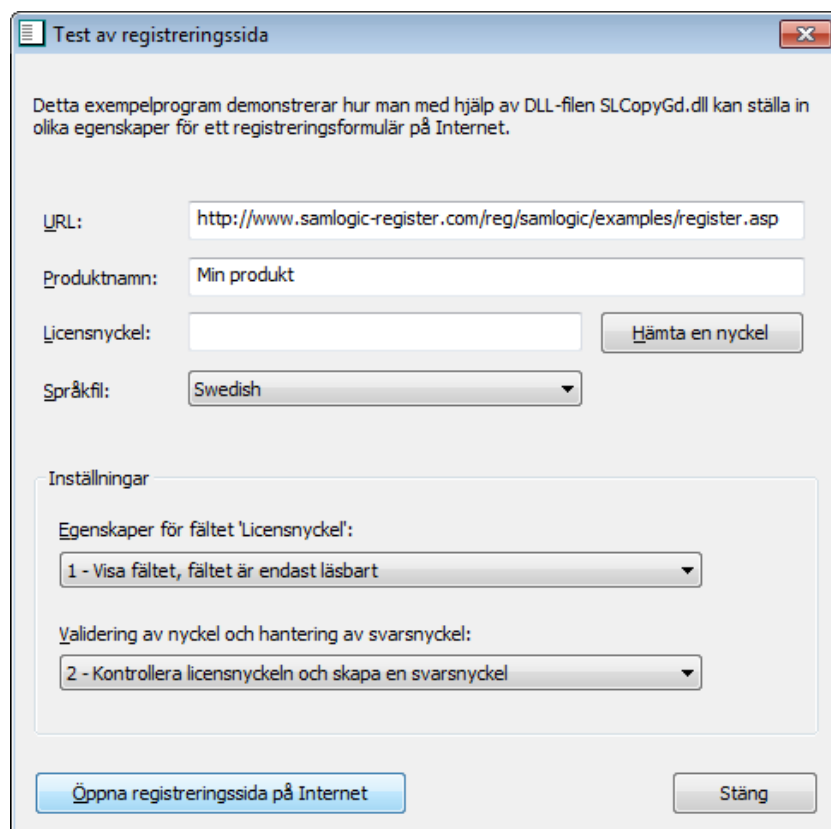 Test av registreringssida
Detta exempelprogram demonstrerar hur man med hjälp av DLL-filen SLCopyGd.dll kan ställa in
olika egenskaper för ett registreringsformulär på Internet.
URL: http://www.samlogic-register.com/reg/samlogic/examples/register.asp
Produktnamn: Min produkt
Licensnyckel: Hämta en nyckel
Språkfil: Swedish
Inställningar
Egenskaper för fältet 'Licensnyckel':
1 - Visa fältet, fältet är endast läsbart
Validering av nyckel och hantering av svarsnyckel:
2 - Kontrollera licensnyckeln och skapa en svarsnyckel
Öppna registreringssida på Internet Stäng